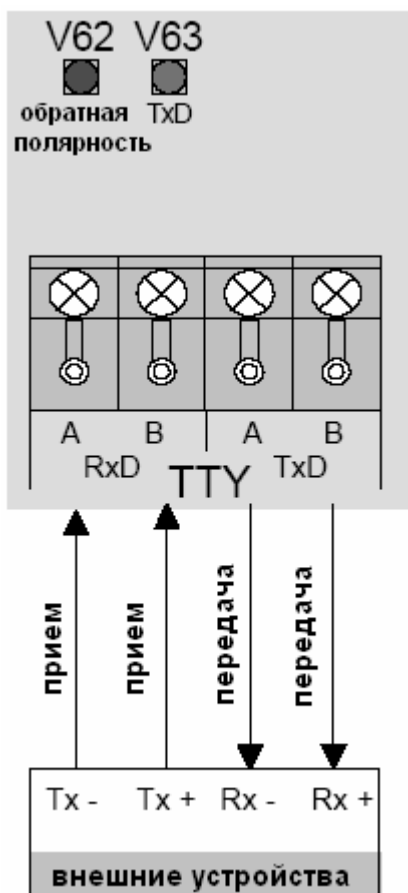 V62 V63
обратная TxD
полярность
A B A B
RxD TTY TxD
прием прием передача передача
Tx - Tx + Rx - Rx +
внешние устройства